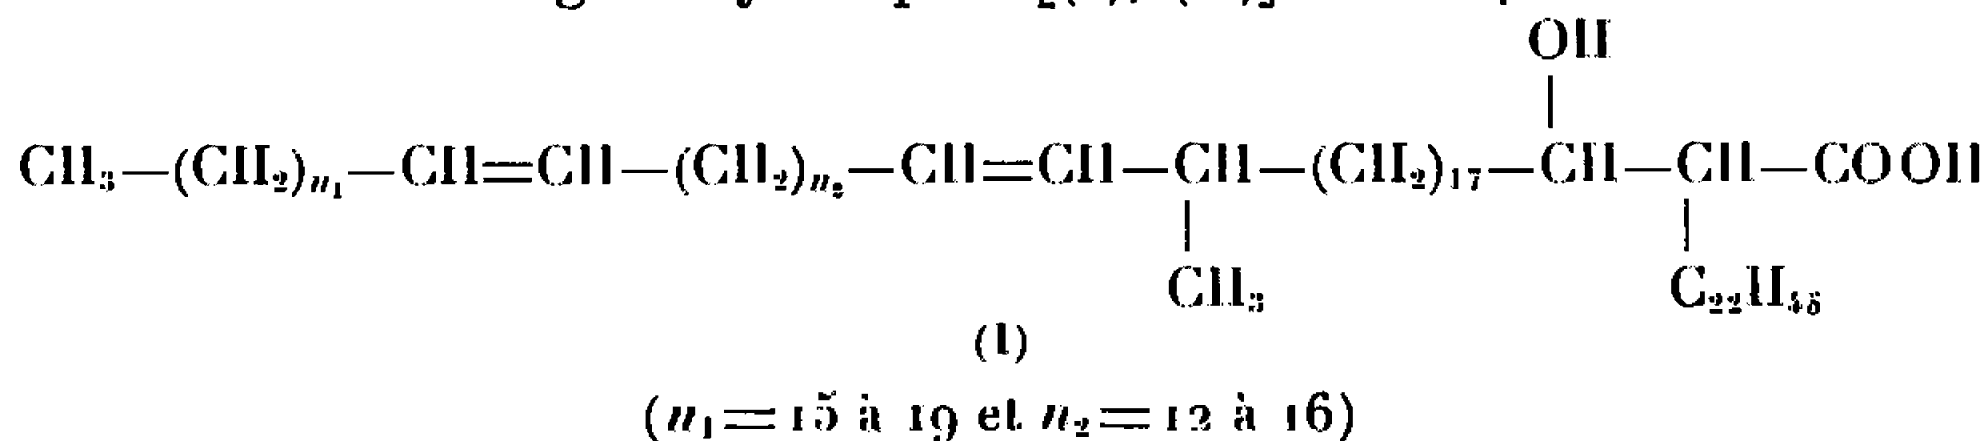 OH
CH₃—(CH₂)ₙ₁—CH=CH—(CH₂)ₙ₂—CH=CH—CH—(CH₂)₁₇—CH—CH—COOH
CH₃ C₂₂H₄₅
(I)
(n₁=15 à 19 et n₂=12 à 16)